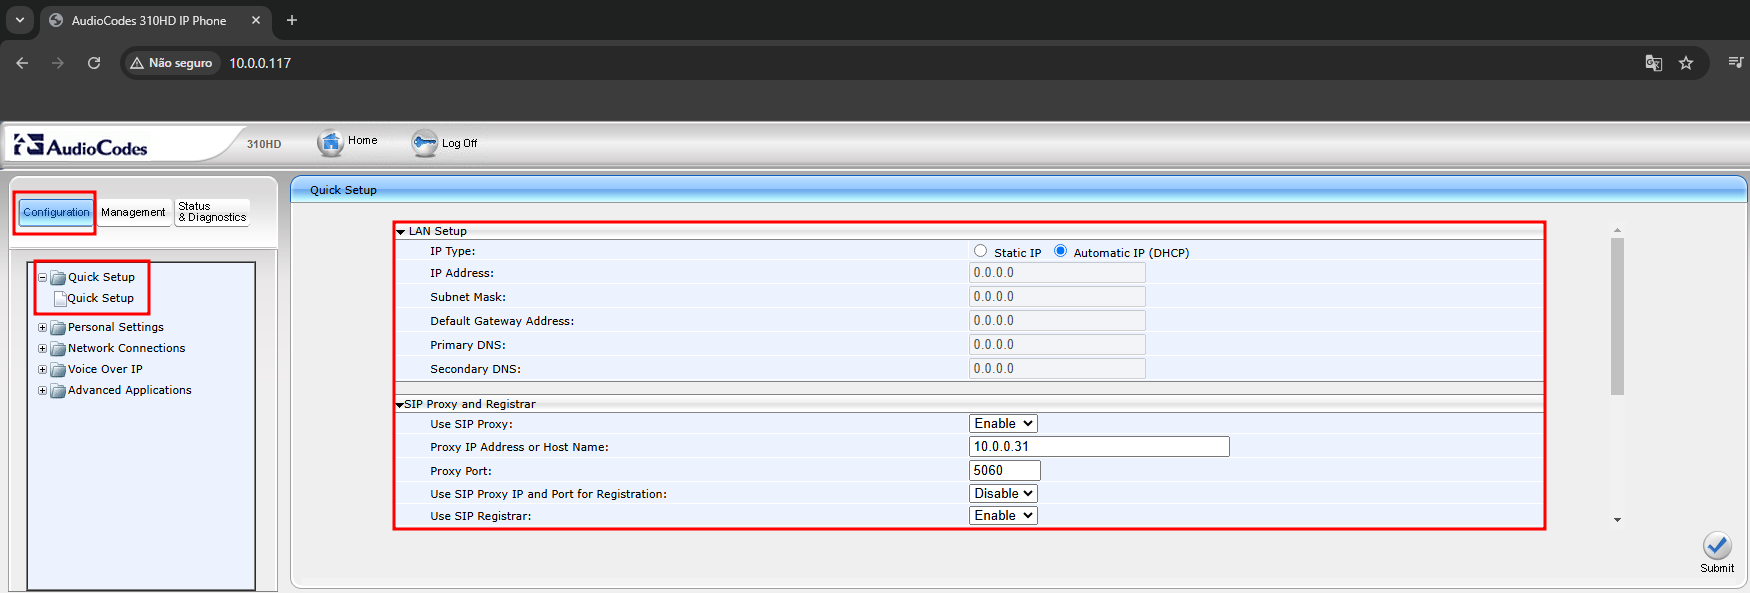 AudioCodes 310HD IP Phone
Não seguro 10.0.0.117
AudioCodes 310HD Home Log Off
Configuration Management Status & Diagnostics
Quick Setup
Quick Setup
Personal Settings
Network Connections
Voice Over IP
Advanced Applications
Quick Setup
LAN Setup
IP Type: Static IP Automatic IP (DHCP)
IP Address: 0.0.0.0
Subnet Mask: 0.0.0.0
Default Gateway Address: 0.0.0.0
Primary DNS: 0.0.0.0
Secondary DNS: 0.0.0.0
SIP Proxy and Registrar
Use SIP Proxy: Enable
Proxy IP Address or Host Name: 10.0.0.31
Proxy Port: 5060
Use SIP Proxy IP and Port for Registration: Disable
Use SIP Registrar: Enable
Submit